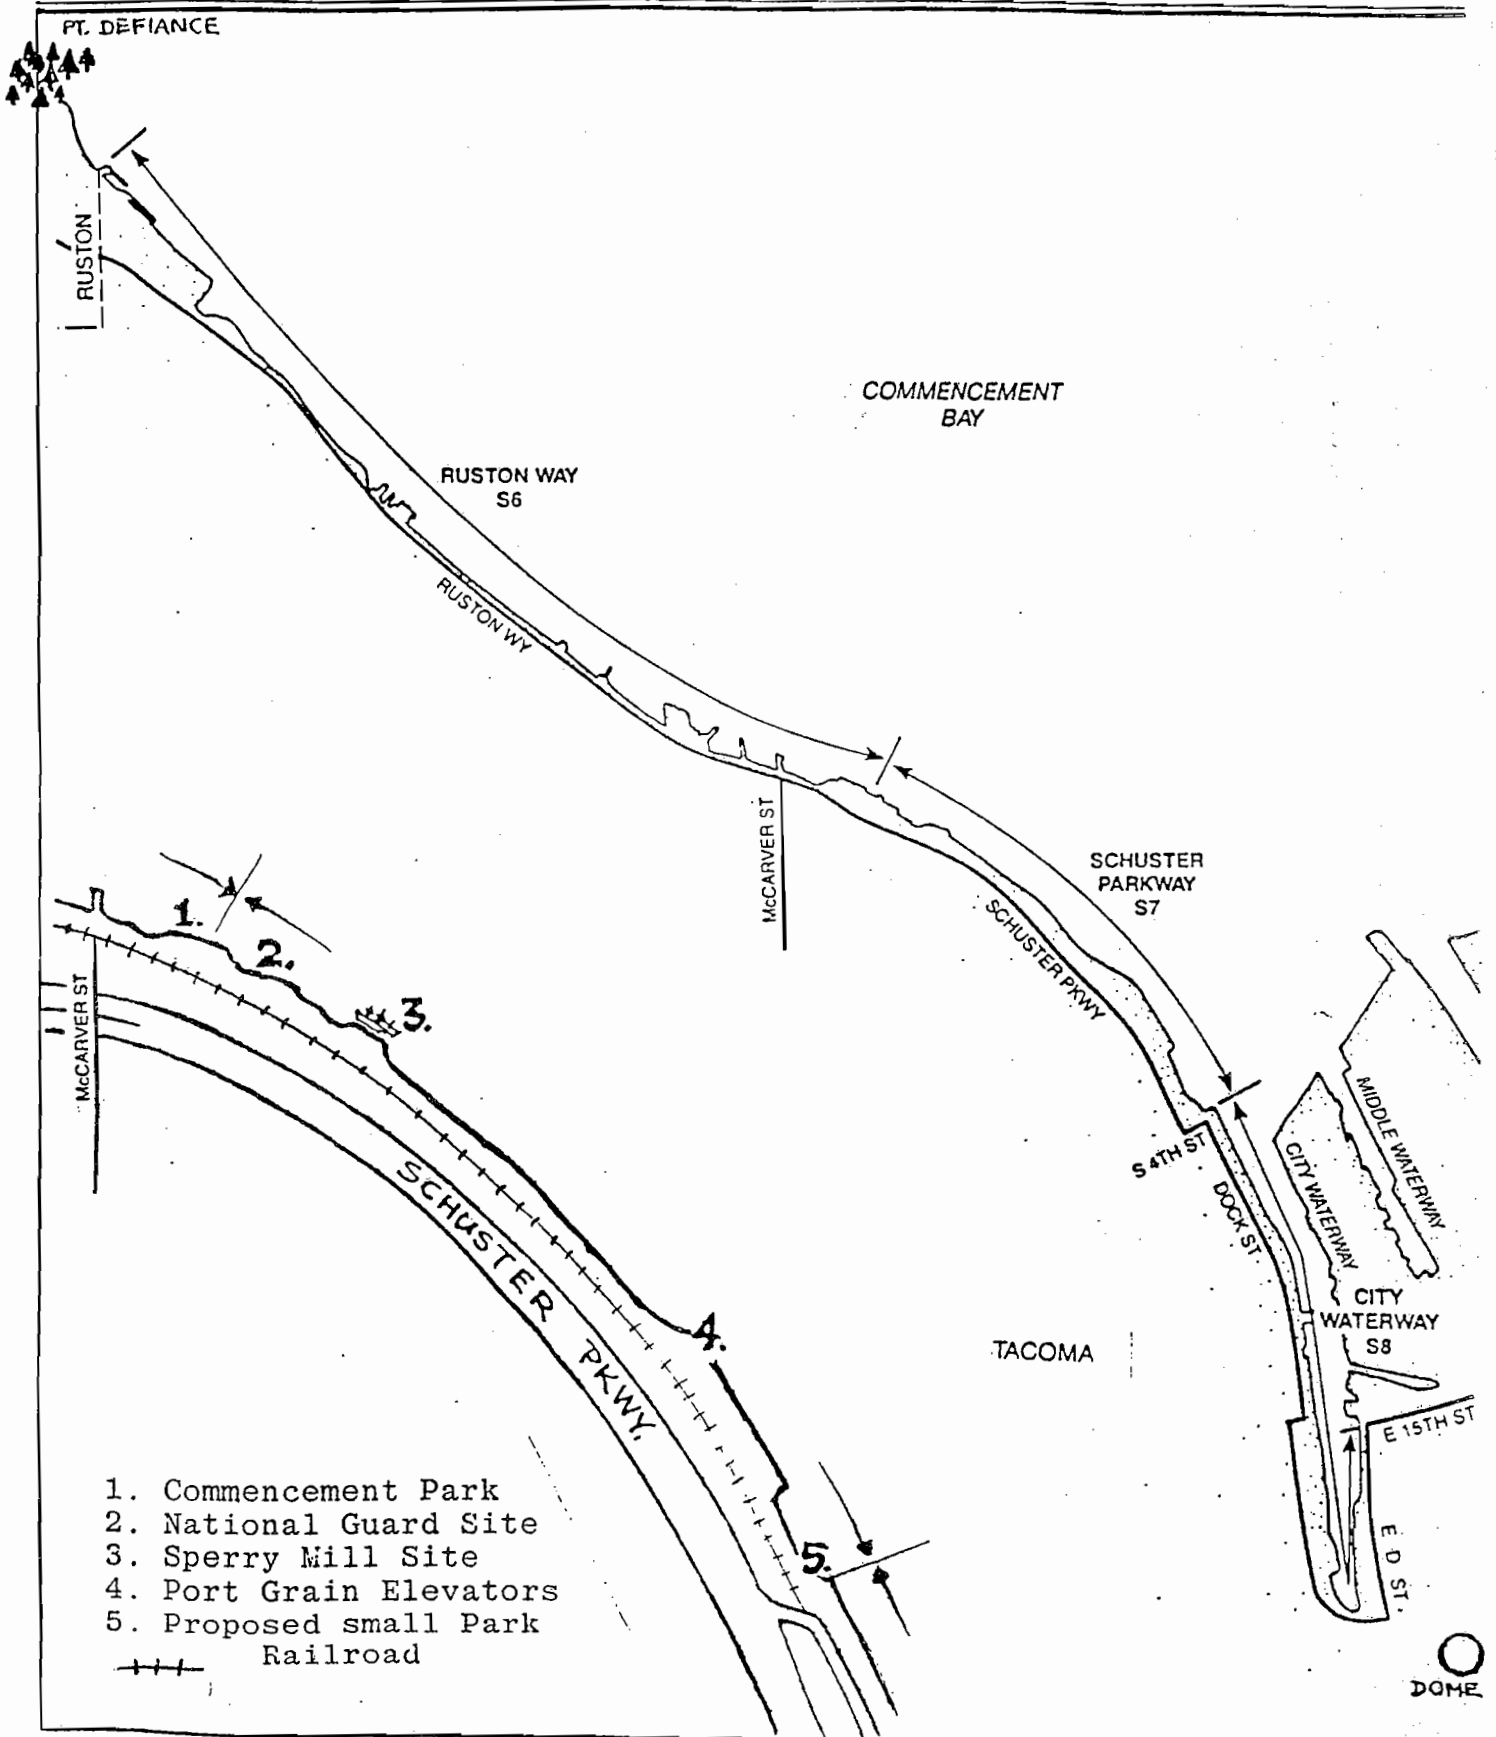 PT. DEFIANCE
RUSTON
COMMENCEMENT
BAY
RUSTON WAY
S6
RUSTON WY
McCARVER ST
SCHUSTER
PARKWAY
S7
SCHUSTER PKWY
1.
2.
3.
McCARVER ST
SCHUSTER PKWY.
4.
5.
MIDDLE WATERWAY
CITY WATERWAY
S 4TH ST
DOCK ST
CITY
WATERWAY
S8
TACOMA
E 15TH ST
E D ST.
DOME
1. Commencement Park
2. National Guard Site
3. Sperry Mill Site
4. Port Grain Elevators
5. Proposed small Park
Railroad